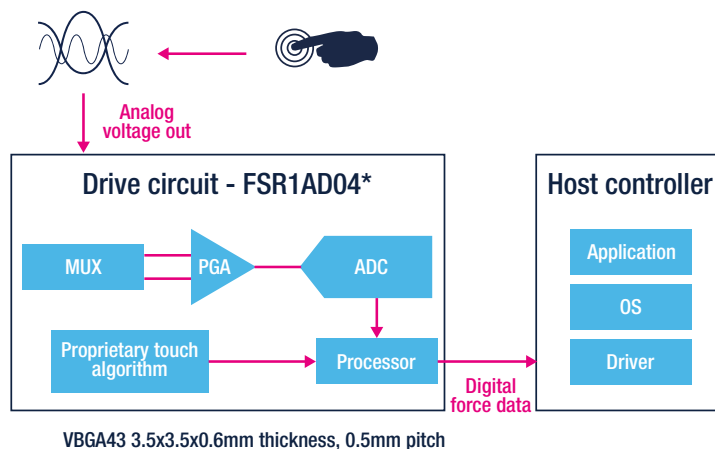 Analog
voltage out
Drive circuit - FSR1AD04*
MUX
PGA
ADC
Proprietary touch
algorithm
Processor
Digital
force data
Host controller
Application
OS
Driver
VBGA43 3.5x3.5x0.6mm thickness, 0.5mm pitch